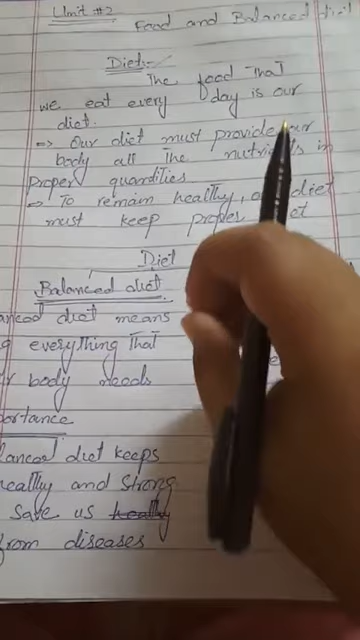 Unit #2
Food and Balanced diet
Diet:-
The food that
we eat every day is our
diet.
=> Our diet must provide our
body all the nutrients in
proper quantities
=> To remain healthy, our diet
must keep proper
Diet
Balanced diet
diet means
everything that
body needs
diet keeps
healthy and strong
save us healthy
from diseases